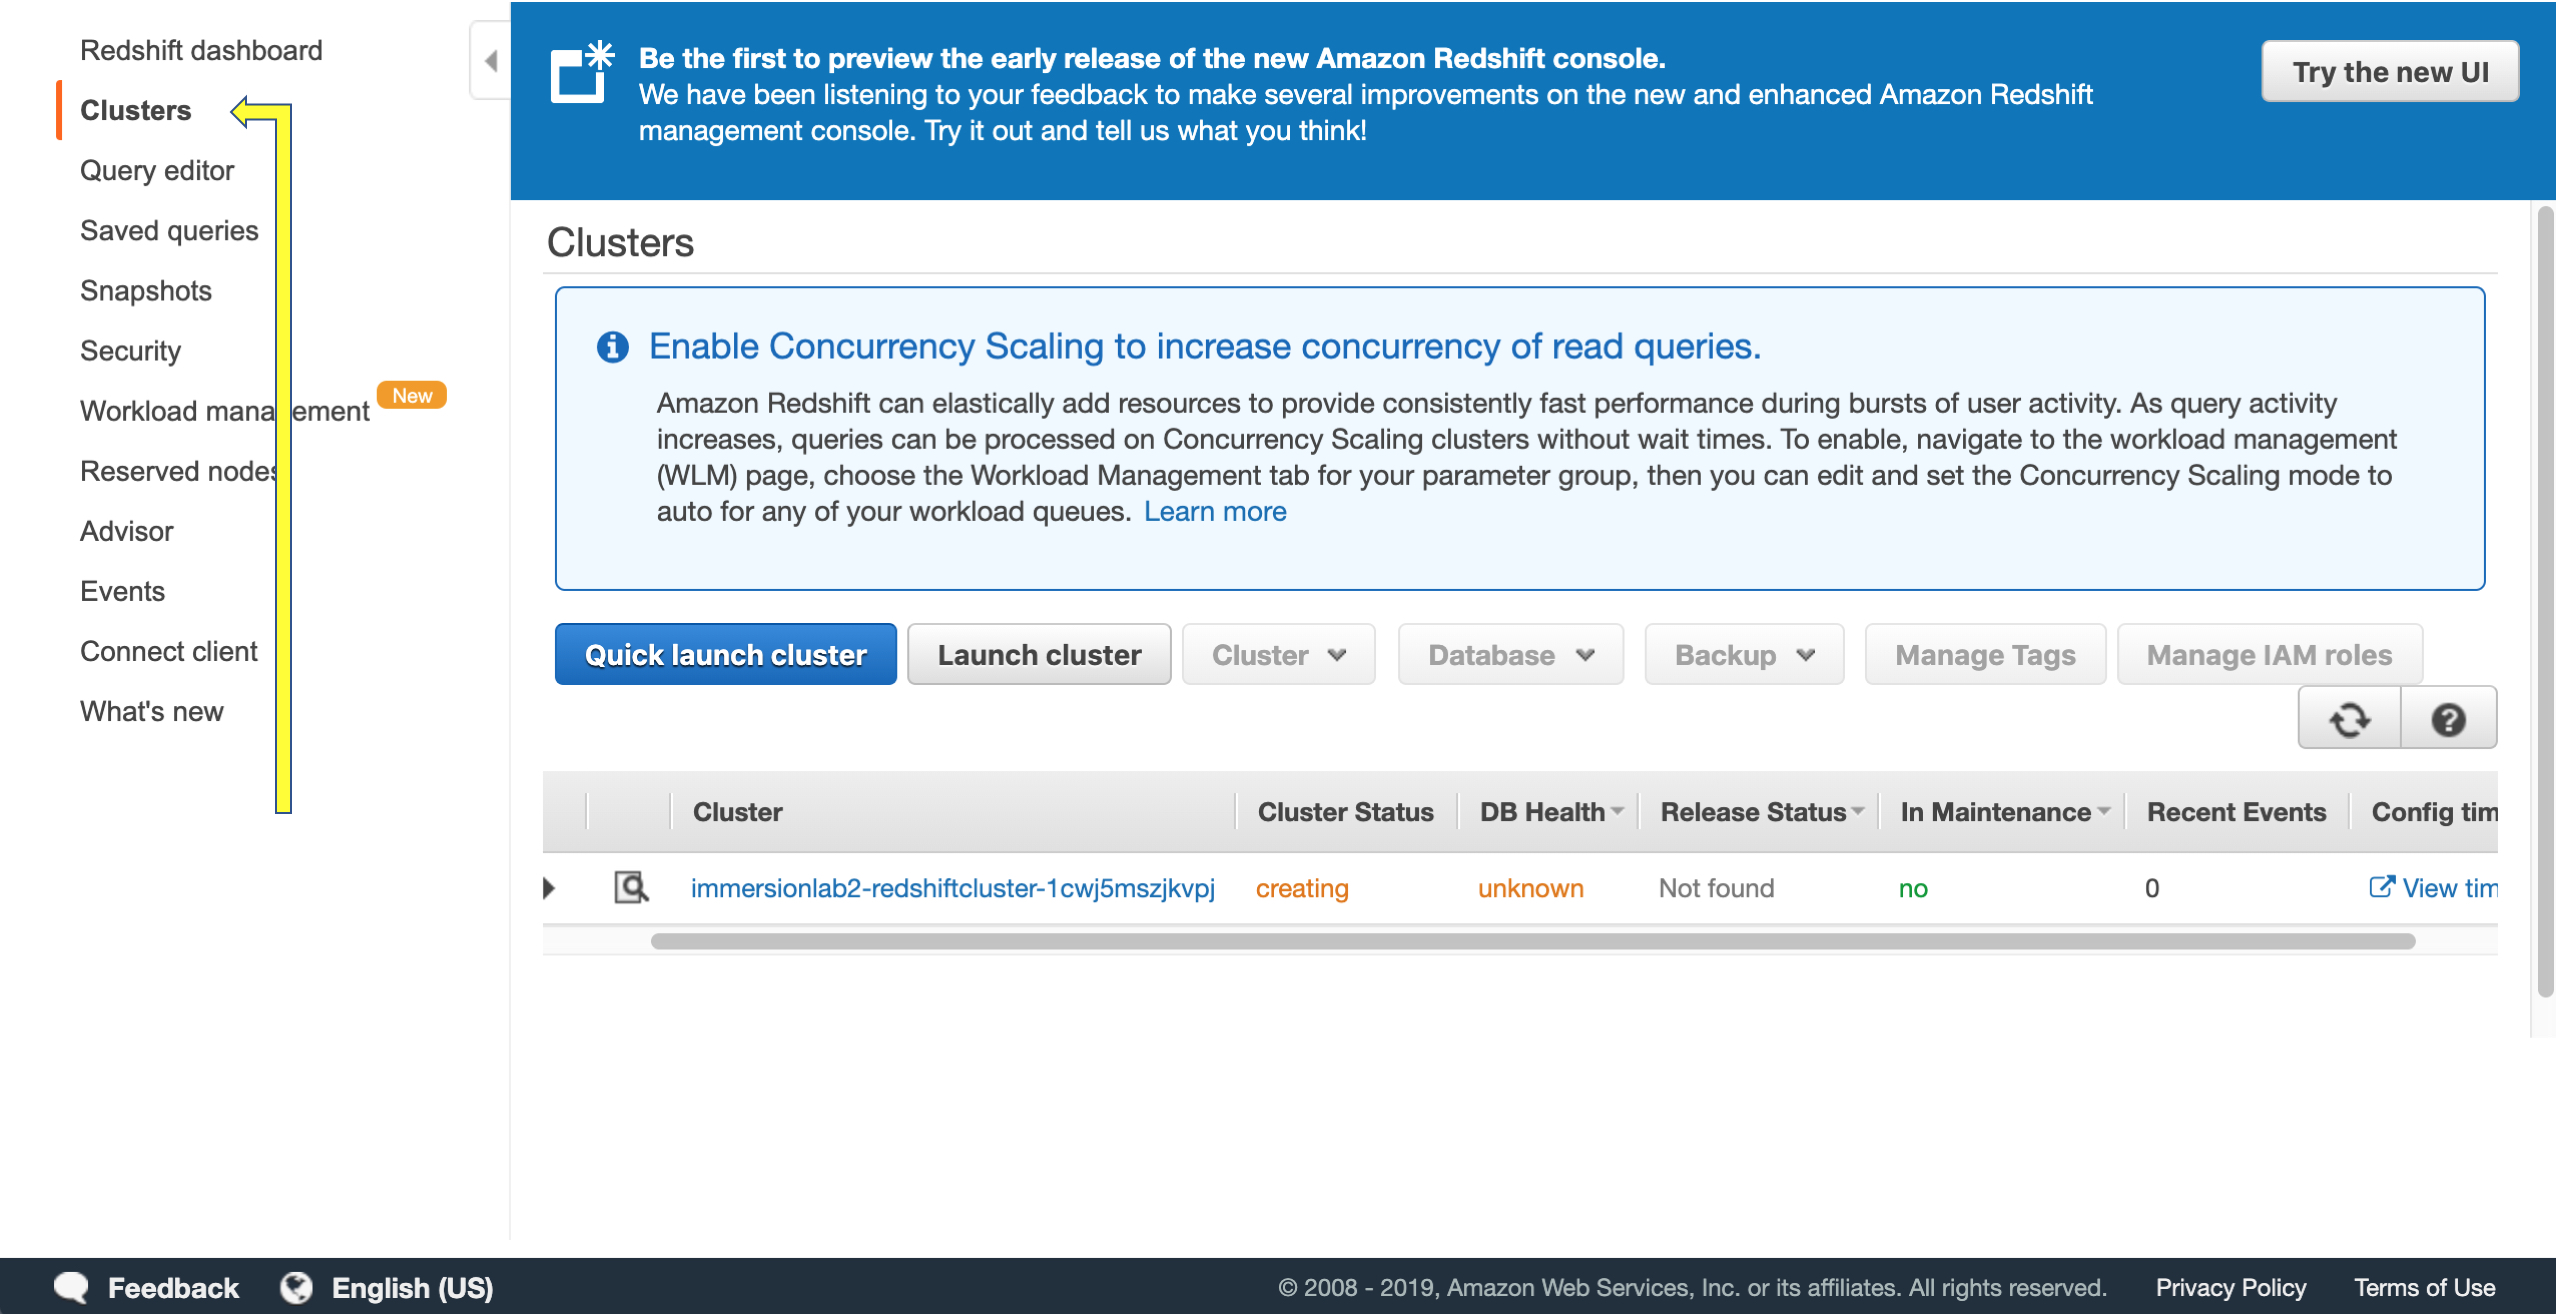 Redshift dashboard
Clusters
Query editor
Saved queries
Snapshots
Security
Workload mana ement New
Reserved nodes
Advisor
Events
Connect client
What's new
Be the first to preview the early release of the new Amazon Redshift console.
We have been listening to your feedback to make several improvements on the new and enhanced Amazon Redshift
management console. Try it out and tell us what you think!
Try the new UI
Clusters
Enable Concurrency Scaling to increase concurrency of read queries.
Amazon Redshift can elastically add resources to provide consistently fast performance during bursts of user activity. As query activity
increases, queries can be processed on Concurrency Scaling clusters without wait times. To enable, navigate to the workload management
(WLM) page, choose the Workload Management tab for your parameter group, then you can edit and set the Concurrency Scaling mode to
auto for any of your workload queues. Learn more
Quick launch cluster Launch cluster Cluster Database Backup Manage Tags Manage IAM roles
Cluster Cluster Status DB Health Release Status In Maintenance Recent Events Config tim
immersionlab2-redshiftcluster-1cwj5mszjkvpj creating unknown Not found no 0 View tim
Feedback English (US) © 2008 - 2019, Amazon Web Services, Inc. or its affiliates. All rights reserved. Privacy Policy Terms of Use